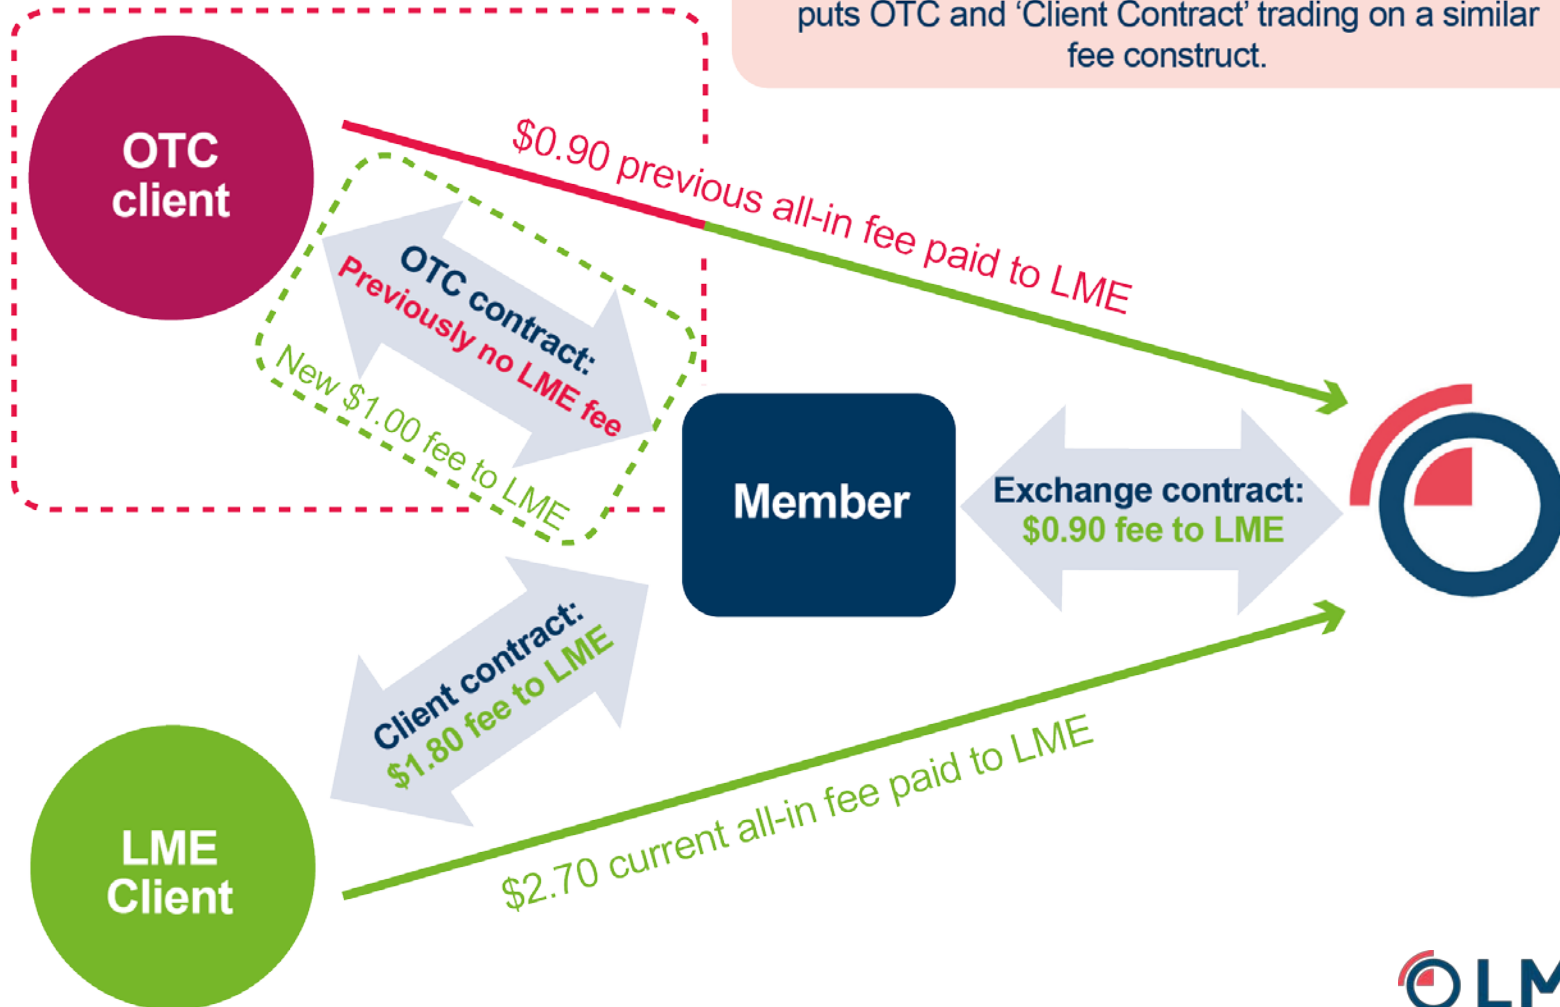 puts OTC and ‘Client Contract’ trading on a similar
fee construct.
OTC
client
$0.90 previous all-in fee paid to LME
OTC contract:
Previously no LME fee
New $1.00 fee to LME
Member
Exchange contract:
$0.90 fee to LME
Client contract:
$1.80 fee to LME
LME
Client
$2.70 current all-in fee paid to LME
LM